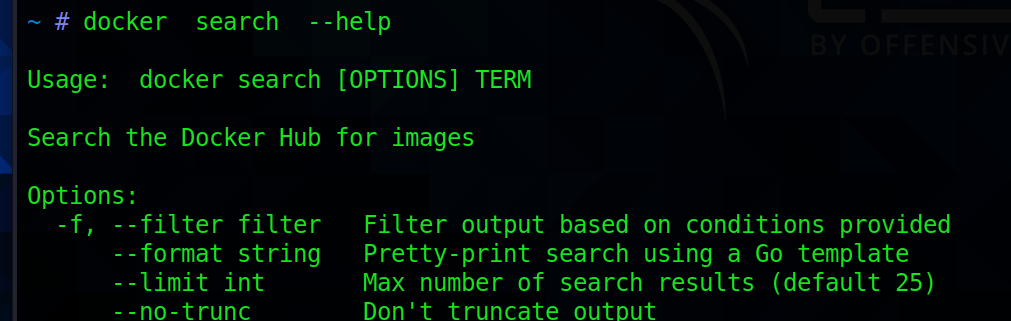 ~ # docker  search  --help
BY OFFENSIV
Usage:  docker search [OPTIONS] TERM
Search the Docker Hub for images
Options:
  -f, --filter filter   Filter output based on conditions provided
      --format string   Pretty-print search using a Go template
      --limit int       Max number of search results (default 25)
      --no-trunc        Don't truncate output